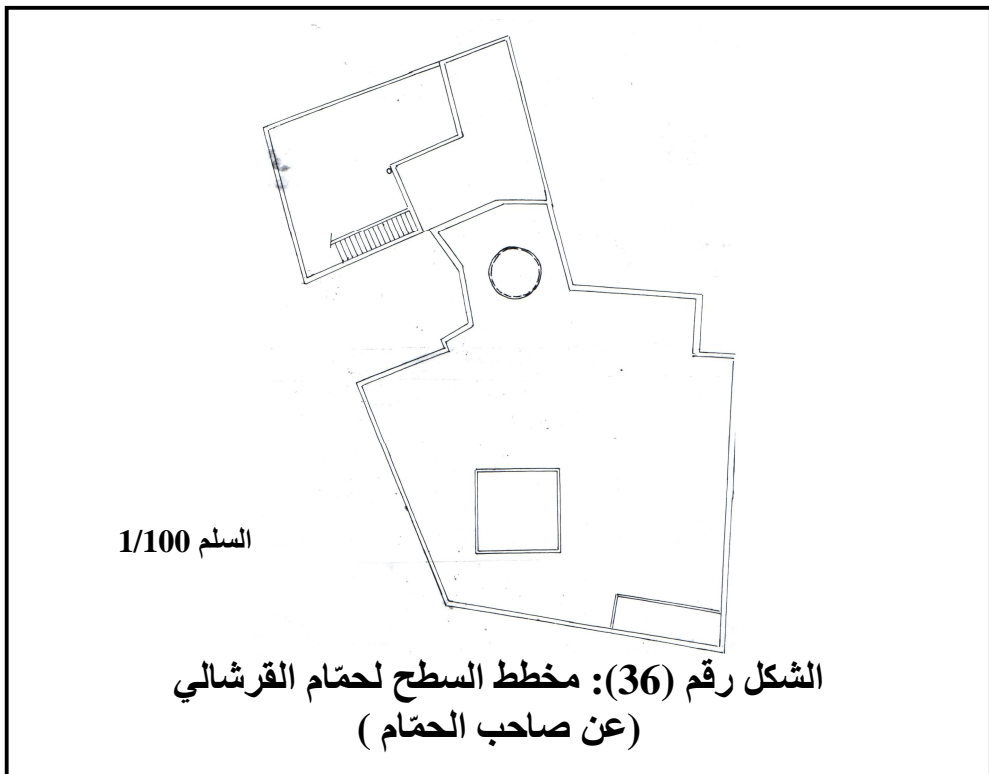 السلم 1/100
الشكل رقم (36): مخطط السطح لحمّام القرشالي
(عن صاحب الحمّام )